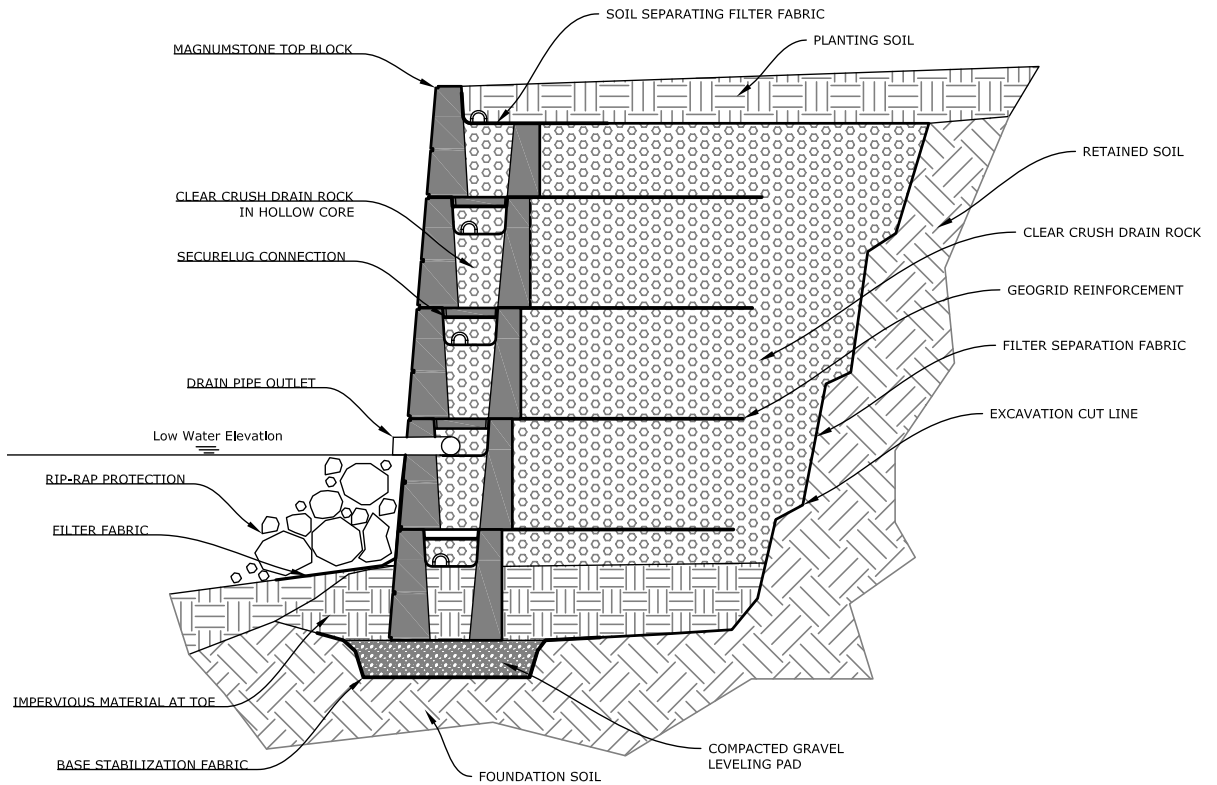 SOIL SEPARATING FILTER FABRIC
PLANTING SOIL
MAGNUMSTONE TOP BLOCK
RETAINED SOIL
CLEAR CRUSH DRAIN ROCK
IN HOLLOW CORE
CLEAR CRUSH DRAIN ROCK
SECURELUG CONNECTION
GEOGRID REINFORCEMENT
FILTER SEPARATION FABRIC
DRAIN PIPE OUTLET
EXCAVATION CUT LINE
Low Water Elevation
RIP-RAP PROTECTION
FILTER FABRIC
IMPERVIOUS MATERIAL AT TOE
COMPACTED GRAVEL
LEVELING PAD
BASE STABILIZATION FABRIC
FOUNDATION SOIL